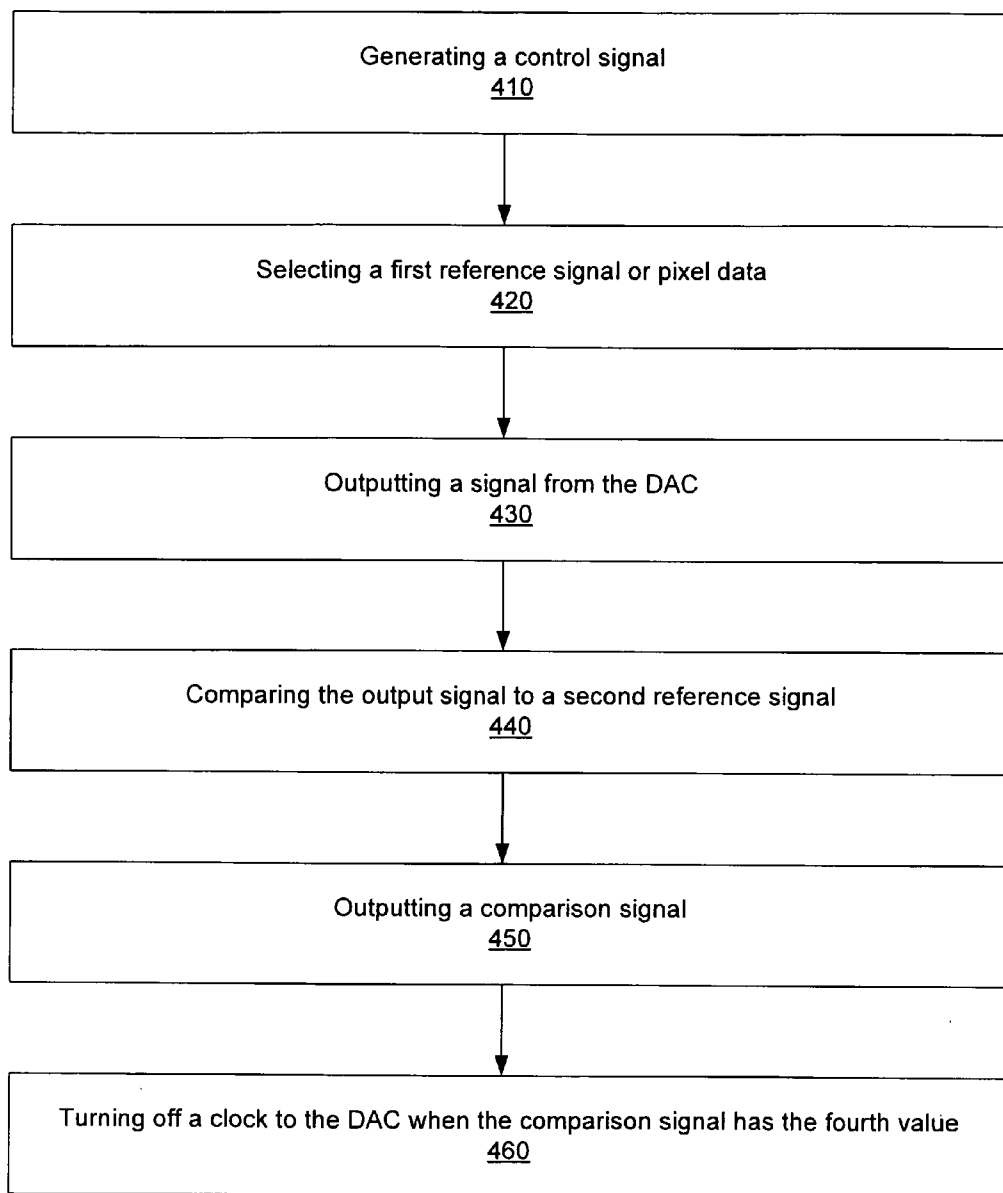 Generating a control signal
410
Selecting a first reference signal or pixel data
420
Outputting a signal from the DAC
430
Comparing the output signal to a second reference signal
440
Outputting a comparison signal
450
Turning off a clock to the DAC when the comparison signal has the fourth value
460